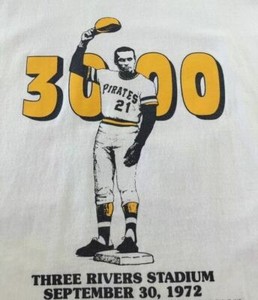 3000
PIRATES
21
THREE RIVERS STADIUM
SEPTEMBER 30, 1972